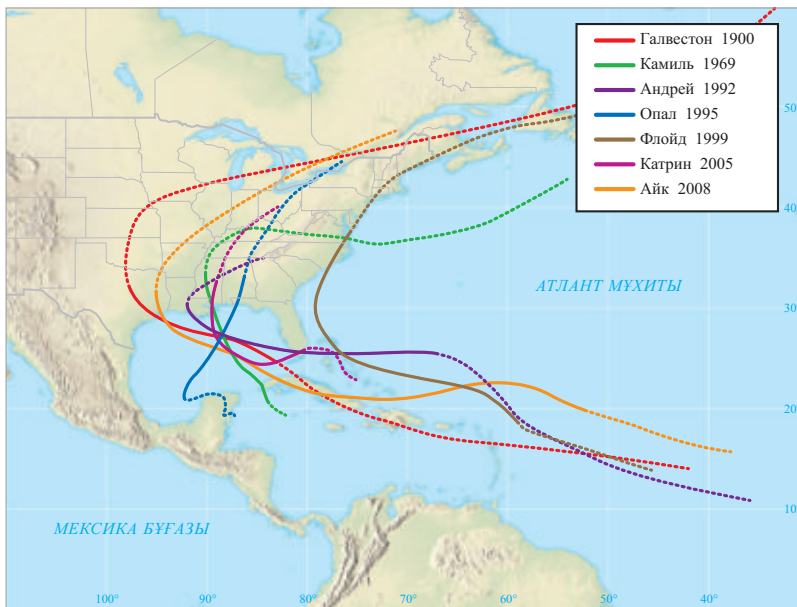 Галвестон 1900
Камиль 1969
Андрей 1992
Опал 1995
Флойд 1999
Катрин 2005
Айк 2008
50
40
АТЛАНТ МҰХИТЫ
30
20
10
МЕКСИКА БҰҒАЗЫ
100° 90° 80° 70° 60° 50° 40°